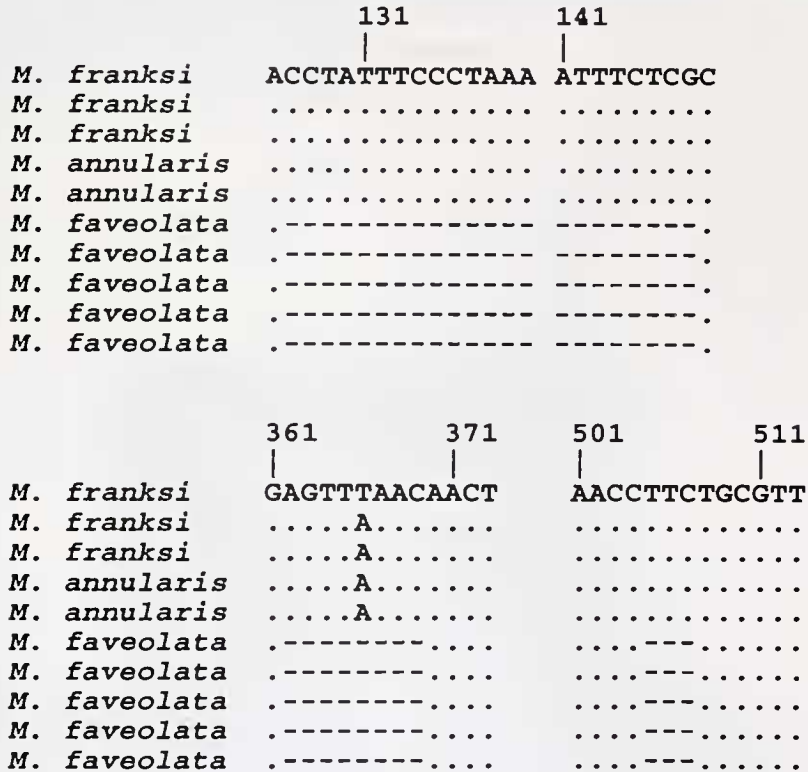 131 141
| |
M. franksi ACCTATTTCCCTAAA ATTTCTCGC
M. franksi ............... .........
M. franksi ............... .........
M. annularis ............... .........
M. annularis ............... .........
M. faveolata .-------------- --------.
M. faveolata .-------------- --------.
M. faveolata .-------------- --------.
M. faveolata .-------------- --------.
M. faveolata .-------------- --------.
361 371 501 511
| | | |
M. franksi GAGTTTAACAACT AACCTTCTGCGTT
M. franksi .....A....... .............
M. franksi .....A....... .............
M. annularis .....A....... .............
M. annularis .....A....... .............
M. faveolata .--------.... ....---......
M. faveolata .--------.... ....---......
M. faveolata .--------.... ....---......
M. faveolata .--------.... ....---......
M. faveolata .--------.... ....---......